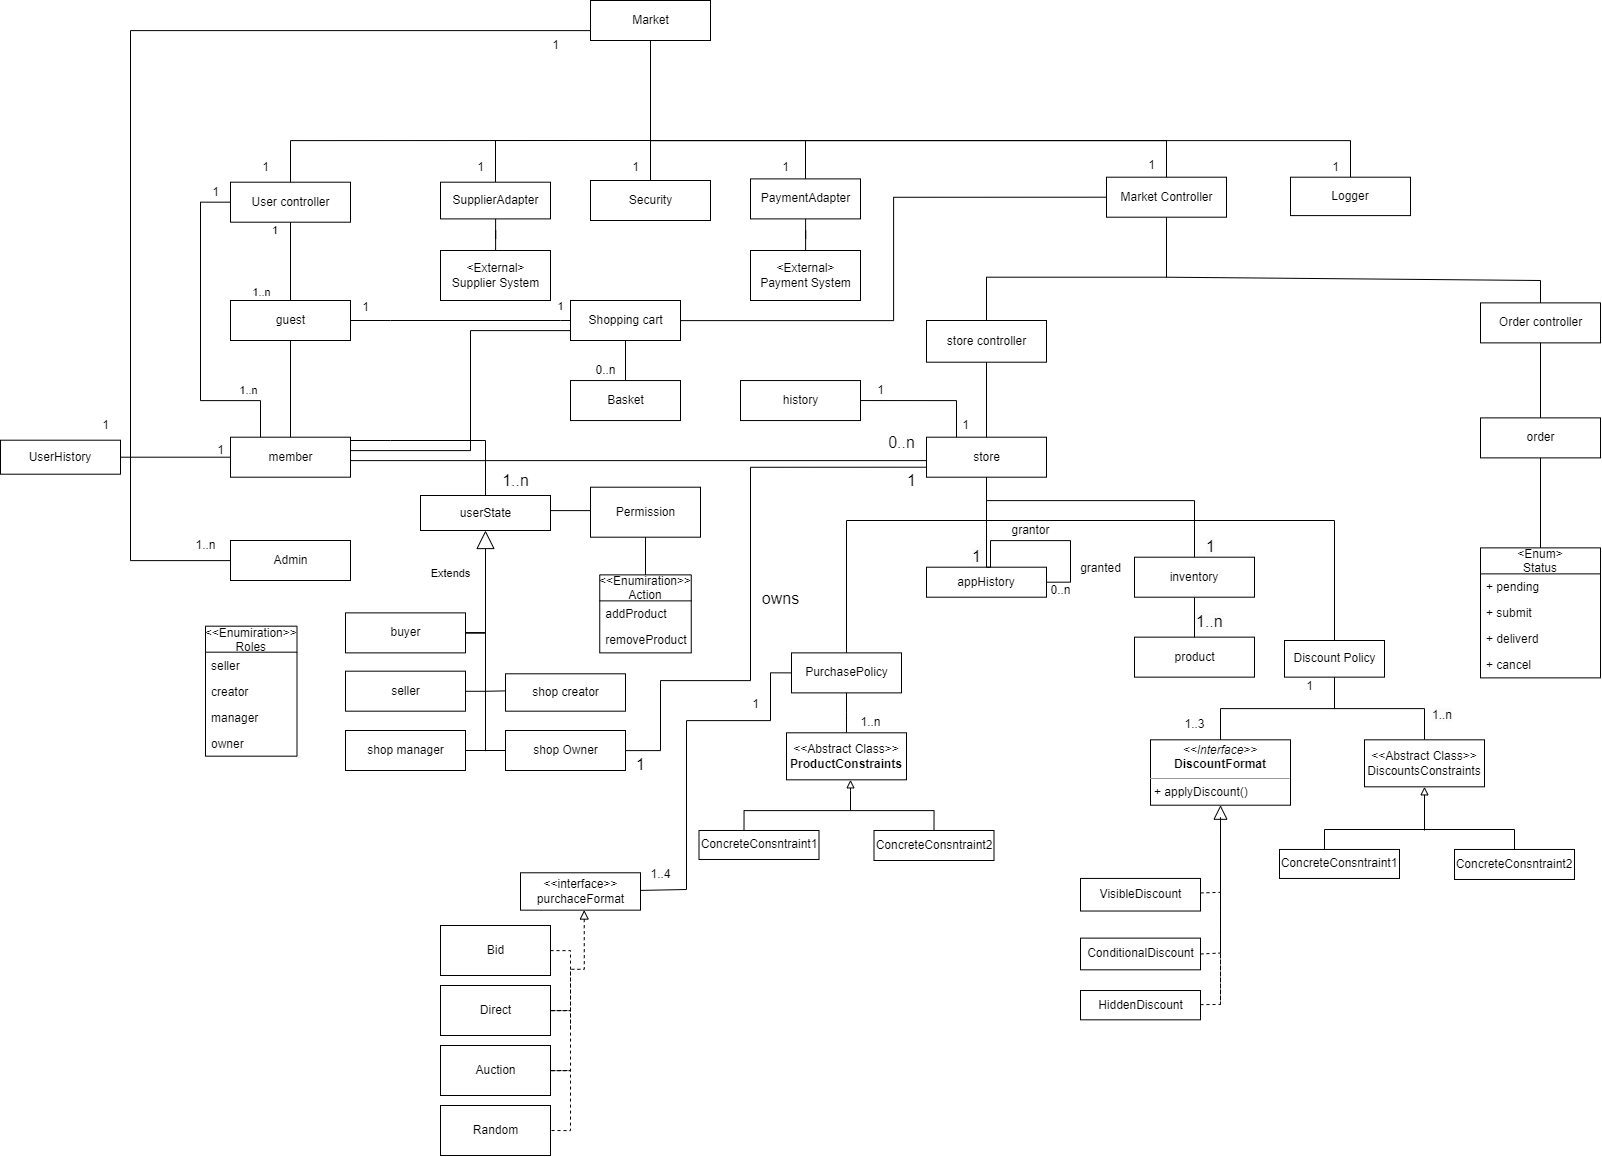 Market
1
1
1
1
1
1
1
1
User controller
SupplierAdapter
Security
PaymentAdapter
Market Controller
Logger
1
<External>
Supplier System
<External>
Payment System
1..n
guest
1
1
Shopping cart
Order controller
store controller
0..n
1..n
Basket
history
1
1
1
UserHistory
1
member
0..n
store
order
1
1..n
userState
Permission
grantor
1..n
Admin
1
appHistory
granted
0..n
1
inventory
<Enum>
Status
+ pending
+ submit
+ deliverd
+ cancel
Extends
<<Enumiration>>
Action
addProduct
removeProduct
owns
1..n
product
buyer
<<Enumiration>>
Roles
seller
creator
manager
owner
seller
shop creator
shop manager
shop Owner
1
PurchasePolicy
1
Discount Policy
1
1..n
1..3
1..n
<<Abstract Class>>
ProductConstraints
<<Interface>>
DiscountFormat
+ applyDiscount()
<<Abstract Class>>
DiscountsConstraints
ConcreteConsntraint1
ConcreteConsntraint2
ConcreteConsntraint1
ConcreteConsntraint2
1..4
<<interface>>
purchaceFormat
VisibleDiscount
Bid
ConditionalDiscount
Direct
HiddenDiscount
Auction
Random